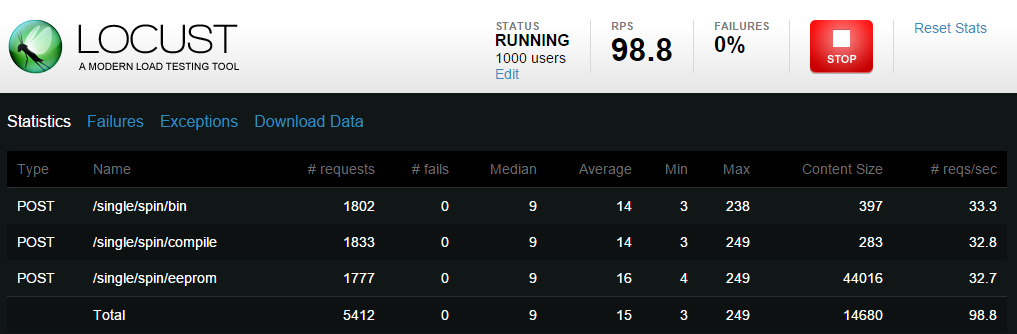 LOCUST
A MODERN LOAD TESTING TOOL
STATUS
RUNNING
1000 users
Edit
RPS
98.8
FAILURES
0%
STOP
Reset Stats
Statistics Failures Exceptions Download Data
Type Name # requests # fails Median Average Min Max Content Size # reqs/sec
POST /single/spin/bin 1802 0 9 14 3 238 397 33.3
POST /single/spin/compile 1833 0 9 14 3 249 283 32.8
POST /single/spin/eeprom 1777 0 9 16 4 249 44016 32.7
Total 5412 0 9 15 3 249 14680 98.8